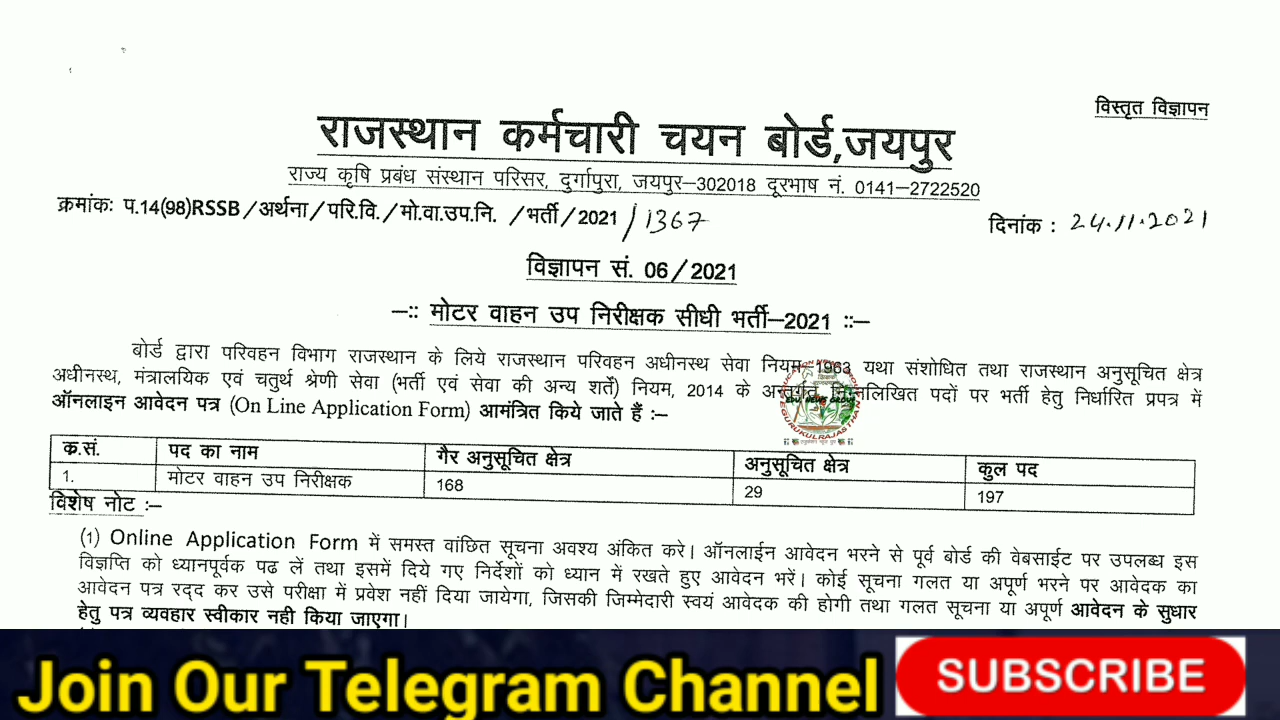 विस्तृत विज्ञापन
राजस्थान कर्मचारी चयन बोर्ड,जयपुर
राज्य कृषि प्रबंध संस्थान परिसर, दुर्गापुरा, जयपुर–302018 दूरभाष नं. 0141–2722520
क्रमांकः प.14(98)RSSB/अर्थना/परि.वि./मो.वा.उप.नि. /भर्ती/2021/1367
दिनांक : 24.11.2021
विज्ञापन सं. 06/2021
–:: मोटर वाहन उप निरीक्षक सीधी भर्ती–2021 ::–
बोर्ड द्वारा परिवहन विभाग राजस्थान के लिये राजस्थान परिवहन अधीनस्थ सेवा नियम–1963 यथा संशोधित तथा राजस्थान अनुसूचित क्षेत्र
अधीनस्थ, मंत्रालयिक एवं चतुर्थ श्रेणी सेवा (भर्ती एवं सेवा की अन्य शर्तें) नियम, 2014 के अन्तर्गत निम्नलिखित पदों पर भर्ती हेतु निर्धारित प्रपत्र में
ऑनलाइन आवेदन पत्र (On Line Application Form) आमंत्रित किये जाते हैं :–
क्र.सं. पद का नाम गैर अनुसूचित क्षेत्र अनुसूचित क्षेत्र कुल पद
1. मोटर वाहन उप निरीक्षक 168 29 197
विशेष नोट :–
(1) Online Application Form में समस्त वांछित सूचना अवश्य अंकित करे। ऑनलाईन आवेदन भरने से पूर्व बोर्ड की वेबसाईट पर उपलब्ध इस
विज्ञप्ति को ध्यानपूर्वक पढ लें तथा इसमें दिये गए निर्देशों को ध्यान में रखते हुए आवेदन भरें। कोई सूचना गलत या अपूर्ण भरने पर आवेदक का
आवेदन पत्र रद्द कर उसे परीक्षा में प्रवेश नहीं दिया जायेगा, जिसकी जिम्मेदारी स्वयं आवेदक की होगी तथा गलत सूचना या अपूर्ण आवेदन के सुधार
हेतु पत्र व्यवहार स्वीकार नही किया जाएगा।
Join Our Telegram Channel
SUBSCRIBE